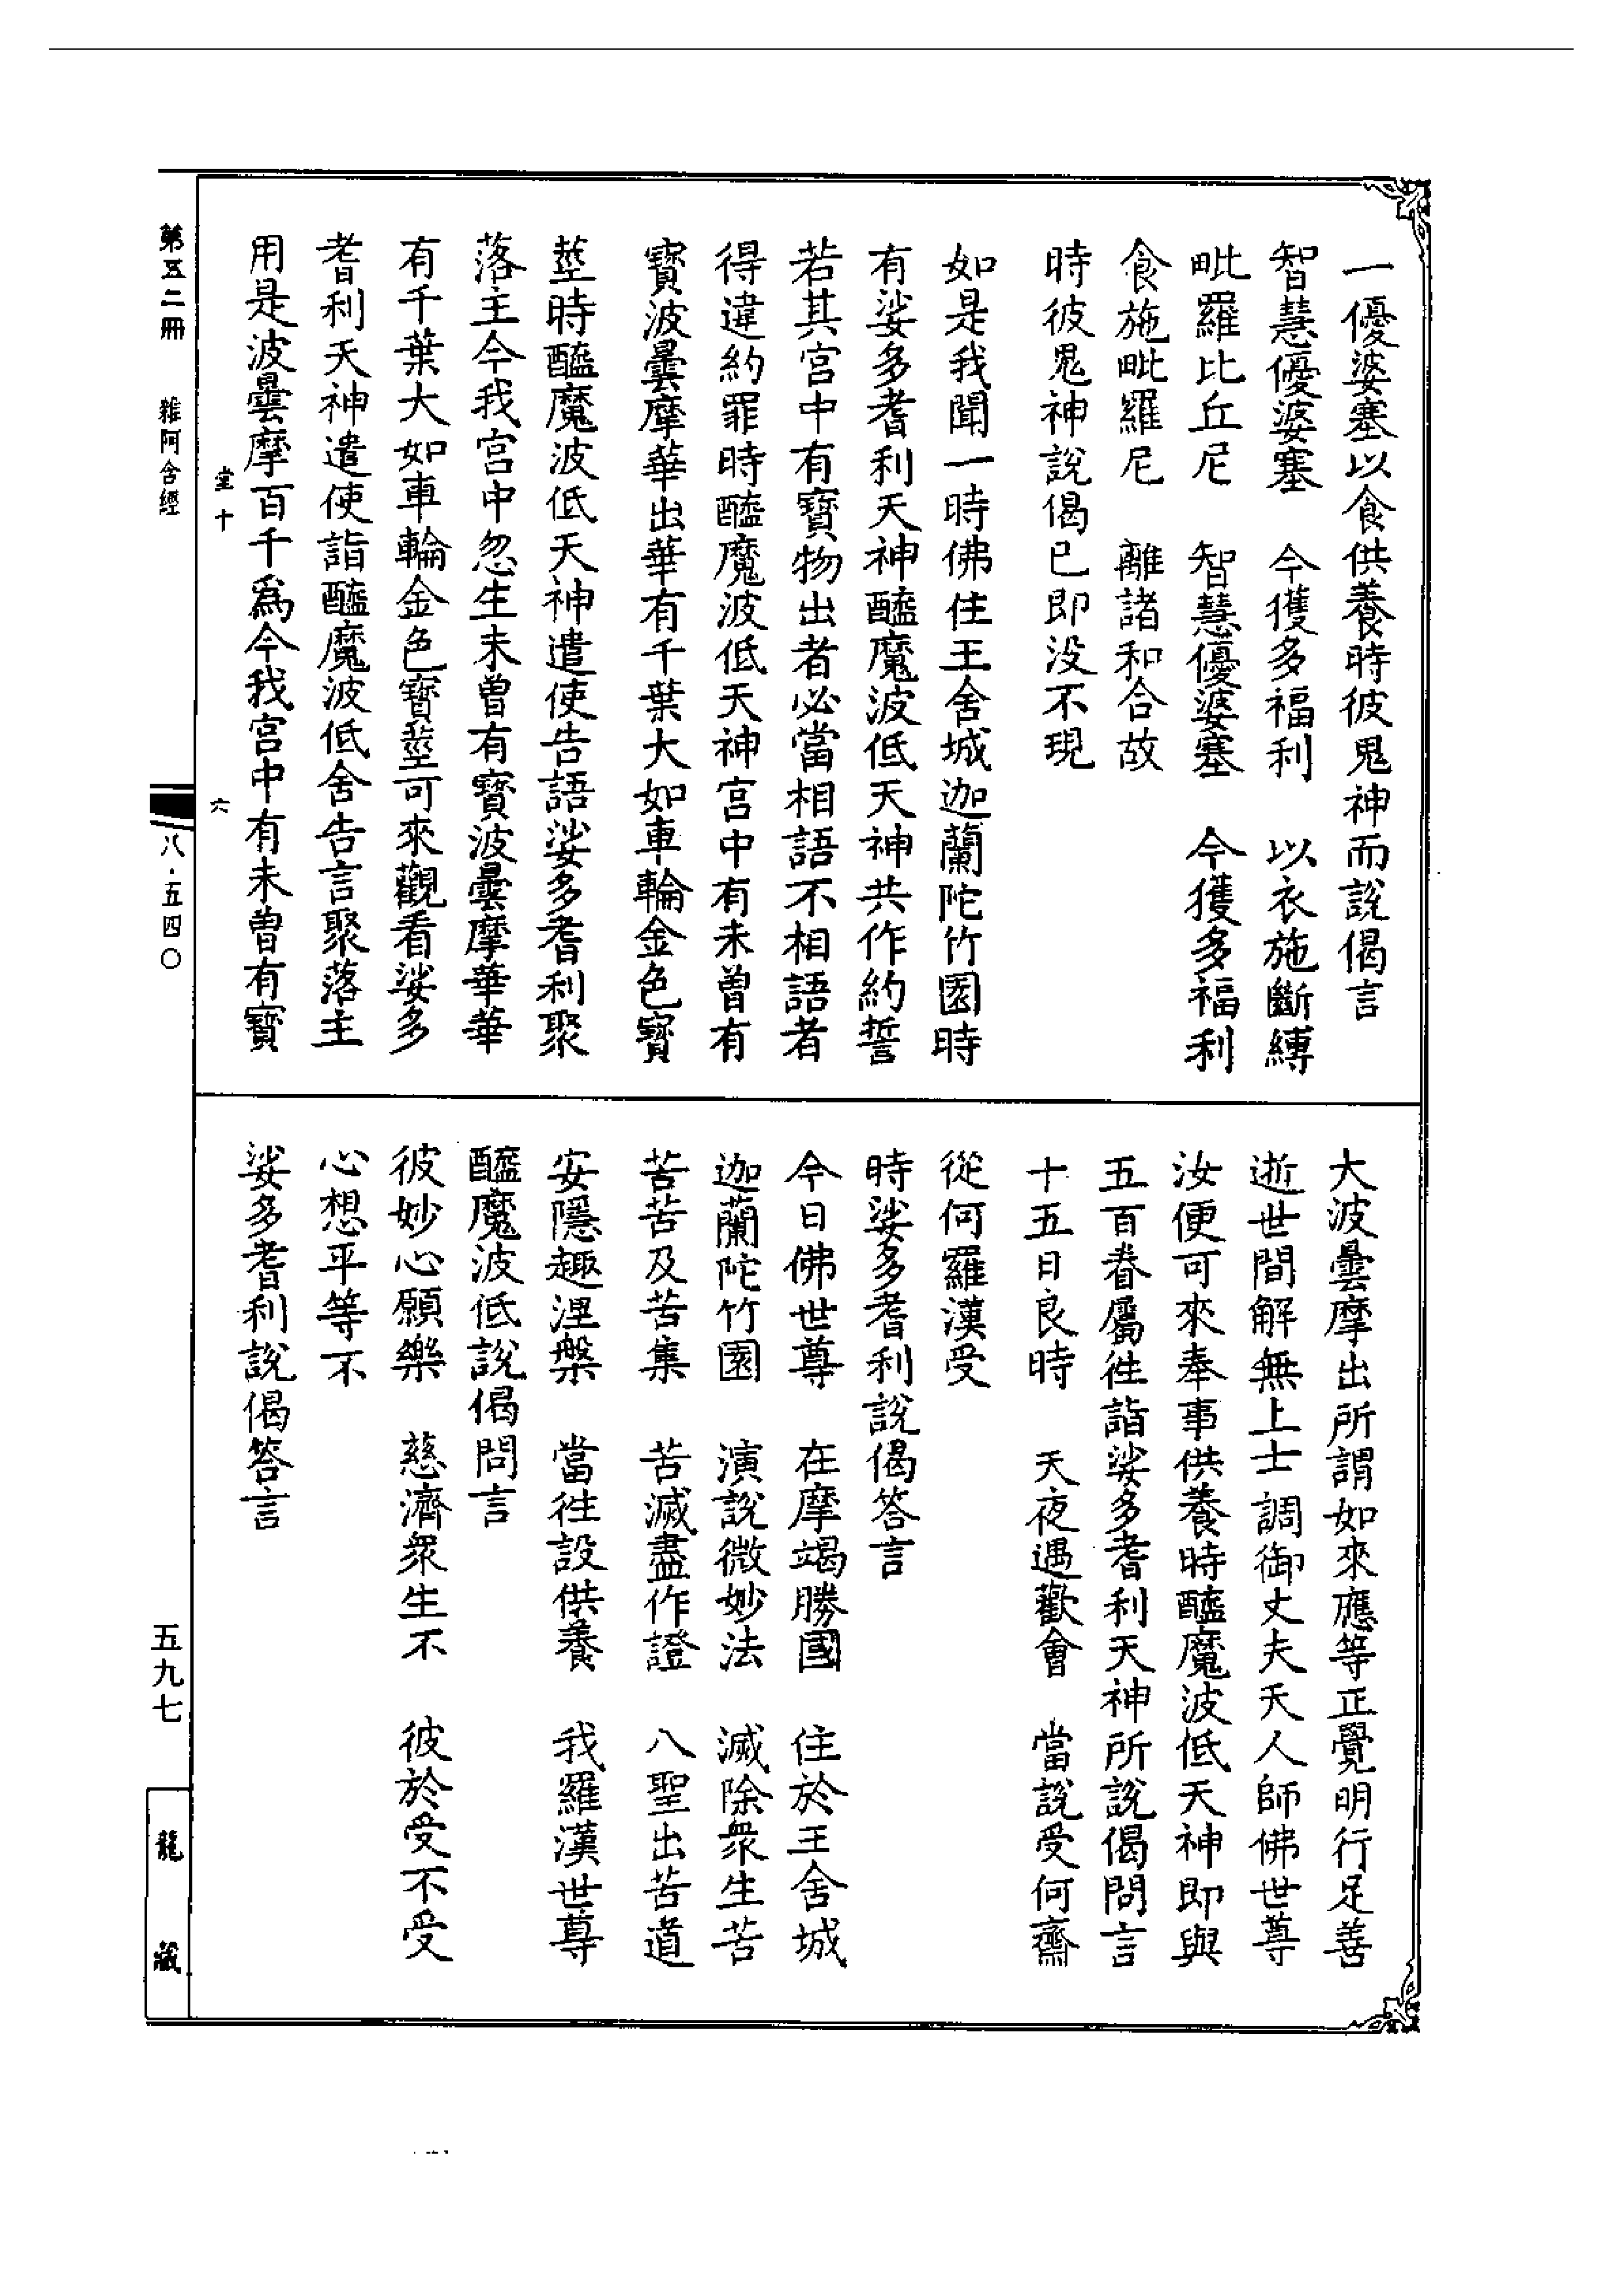 一優婆塞以食供養時彼鬼神而說偈言
智慧優婆塞　今獲多福利　以衣施斷縛
毗羅比丘尼　智慧優婆塞　今獲多福利
食施毗羅尼　離諸和合故
時彼鬼神說偈已即没不現
如是我聞一時佛住王舍城迦蘭陀竹園時
有娑多耆利天神醯魔波低天神共作約誓
若其宮中有寶物出者必當相語不相語者
得違約罪時醯魔波低天神宮中有未曾有
寶波曇摩華出華有千葉大如車輪金色寶
莖時醯魔波低天神遣使告語娑多耆利聚
落主今我宮中忽生未曾有寶波曇摩華華
有千葉大如車輪金色寶莖可來觀看娑多
耆利天神遣使詣醯魔波低舍告言聚落主
用是波曇摩百千為今我宮中有未曾有寶
堂十
六
大波曇摩出所謂如來應等正覺明行足善
逝世間解無上士調御丈夫天人師佛世尊
汝便可來奉事供養時醯魔波低天神即與
五百眷屬往詣娑多耆利天神所說偈問言
十五日良時　天夜遇歡會　當說受何齋
從何羅漢受
時娑多耆利說偈答言
今日佛世尊　在摩竭勝國　住於王舍城
迦蘭陀竹園　演說微妙法　滅除衆生苦
苦苦及苦集　苦滅盡作證　八聖出苦道
安隱趣涅槃　當往設供養　我羅漢世尊
醯魔波低說偈問言
彼妙心願樂　慈濟衆生不　彼於受不受
心想平等不
娑多耆利說偈答言
第五二冊　雜阿含經
八·五四〇
五九七
龍藏